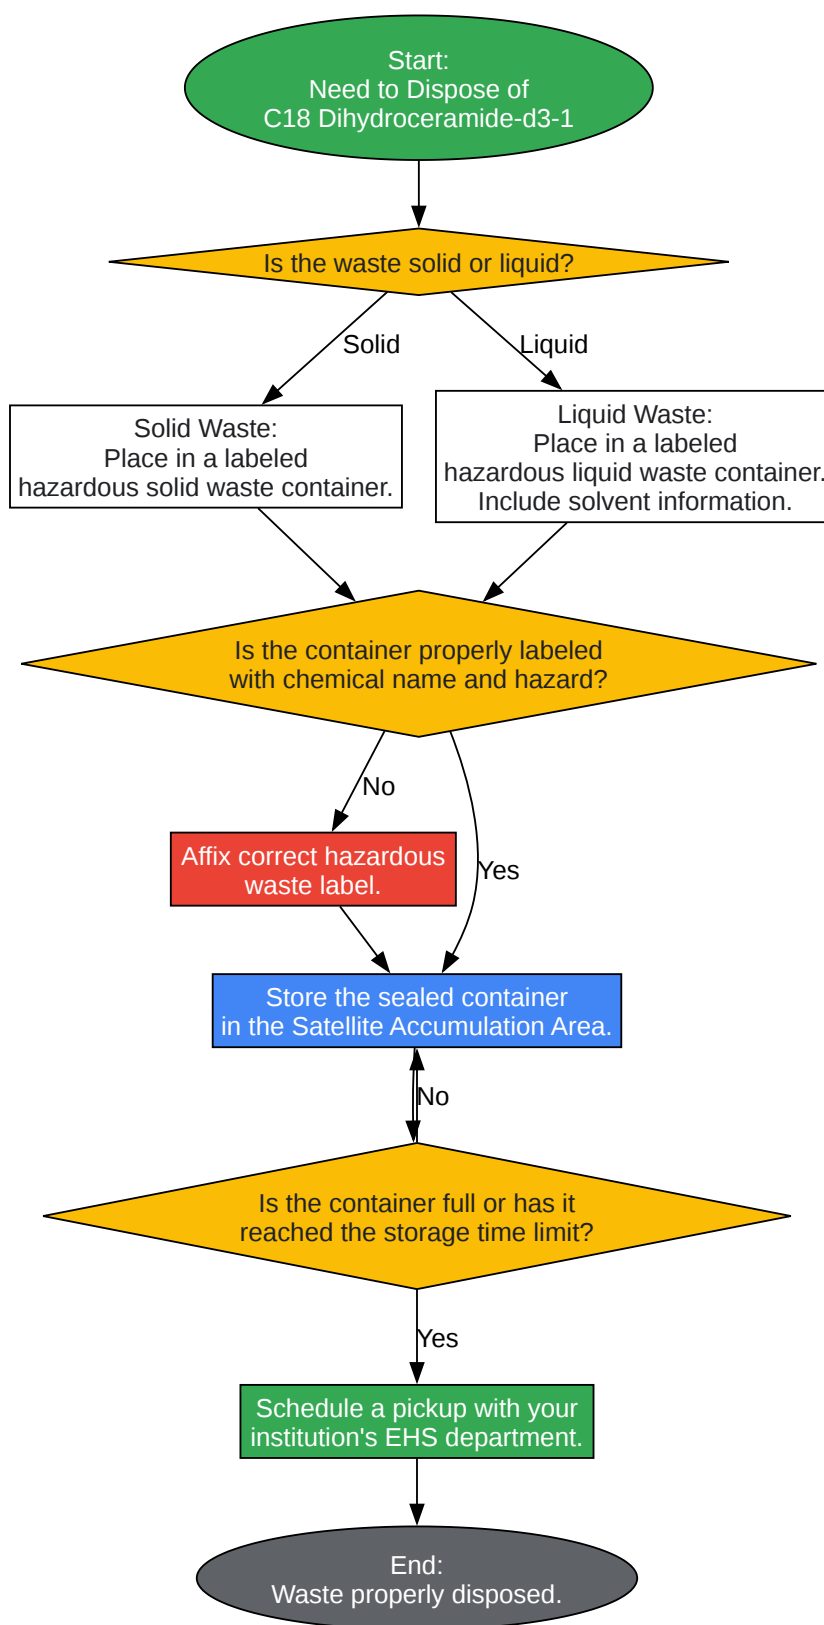 Start:
Need to Dispose of
C18 Dihydroceramide-d3-1
Is the waste solid or liquid?
Solid
Liquid
Solid Waste:
Place in a labeled
hazardous solid waste container.
Liquid Waste:
Place in a labeled
hazardous liquid waste container.
Include solvent information.
Is the container properly labeled
with chemical name and hazard?
No
Affix correct hazardous
waste label.
Yes
Store the sealed container
in the Satellite Accumulation Area.
No
Is the container full or has it
reached the storage time limit?
Yes
Schedule a pickup with your
institution's EHS department.
End:
Waste properly disposed.